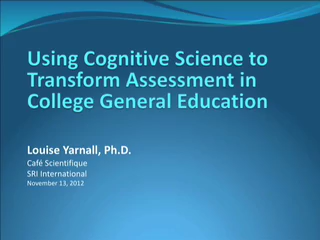 Using Cognitive Science to
Transform Assessment in
College General Education
Louise Yarnall, Ph.D.
Café Scientifique
SRI International
November 13, 2012